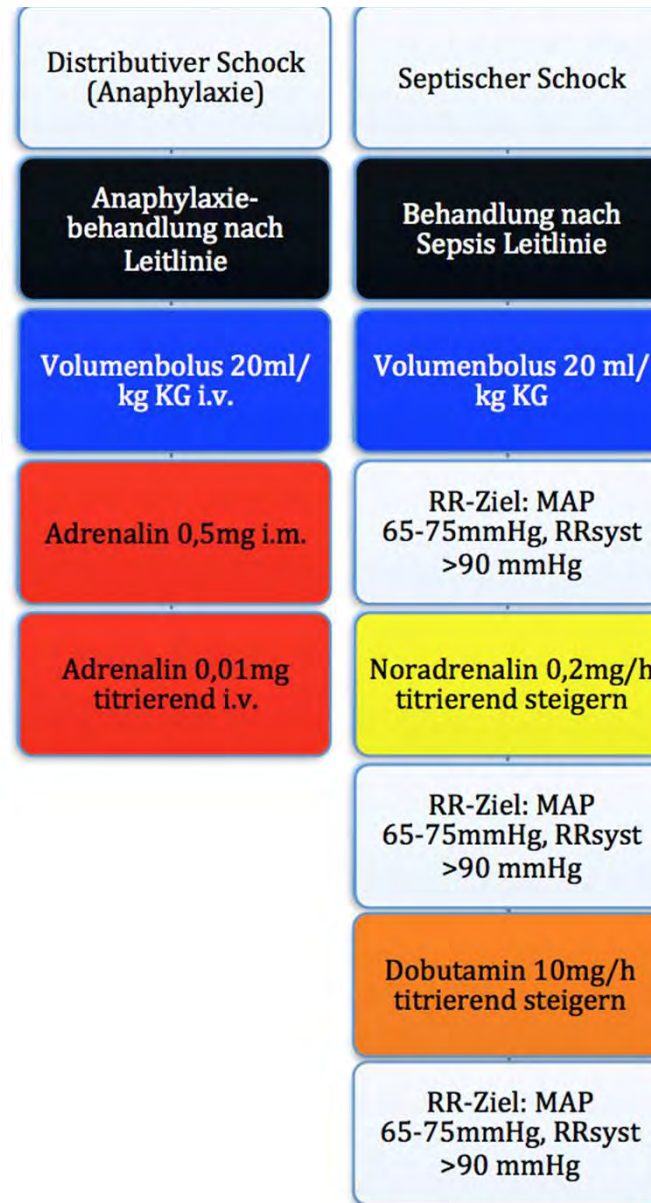 Distributiver Schock
(Anaphylaxie)
Anaphylaxie-
behandlung nach
Leitlinie
Volumenbolus 20ml/
kg KG i.v.
Adrenalin 0,5mg i.m.
Adrenalin 0,01mg
titrierend i.v.
Septischer Schock
Behandlung nach
Sepsis Leitlinie
Volumenbolus 20 ml/
kg KG
RR-Ziel: MAP
65-75mmHg, RRsyst
>90 mmHg
Noradrenalin 0,2mg/h
titrierend steigern
RR-Ziel: MAP
65-75mmHg, RRsyst
>90 mmHg
Dobutamin 10mg/h
titrierend steigern
RR-Ziel: MAP
65-75mmHg, RRsyst
>90 mmHg